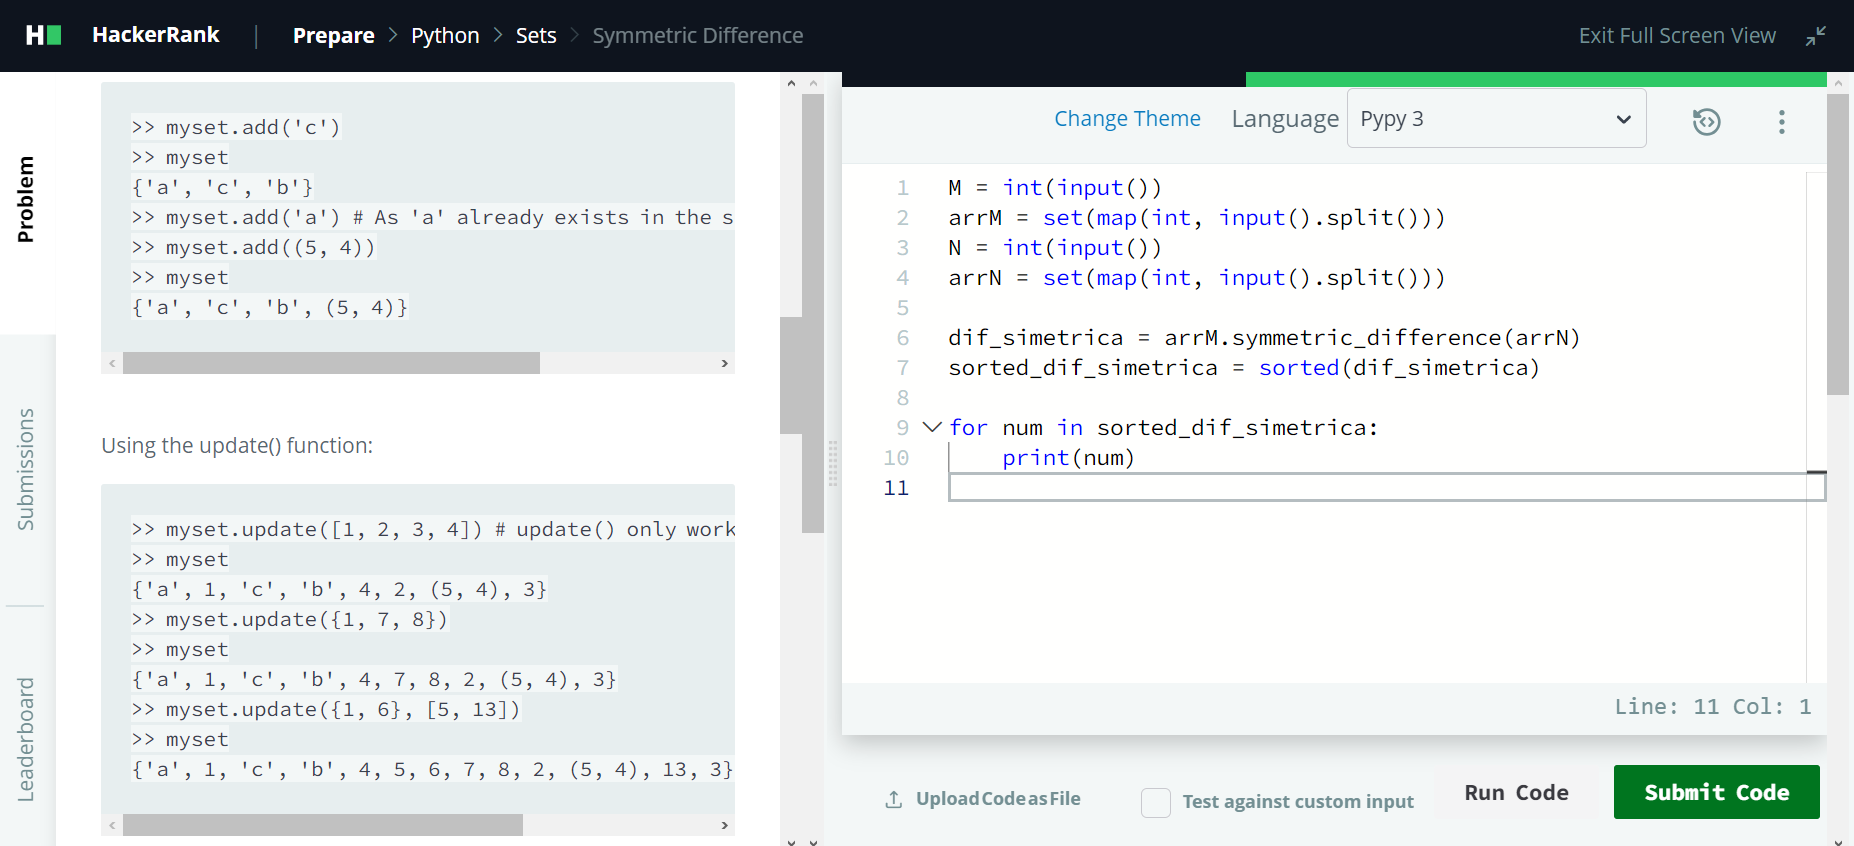 HackerRank | Prepare > Python > Sets > Symmetric Difference
Exit Full Screen View
Problem
Submissions
Leaderboard
>> myset.add('c')
>> myset
{'a', 'c', 'b'}
>> myset.add('a') # As 'a' already exists in the s
>> myset.add((5, 4))
>> myset
{'a', 'c', 'b', (5, 4)}
Using the update() function:
>> myset.update([1, 2, 3, 4]) # update() only work
>> myset
{'a', 1, 'c', 'b', 4, 2, (5, 4), 3}
>> myset.update({1, 7, 8})
>> myset
{'a', 1, 'c', 'b', 4, 7, 8, 2, (5, 4), 3}
>> myset.update({1, 6}, [5, 13])
>> myset
{'a', 1, 'c', 'b', 4, 5, 6, 7, 8, 2, (5, 4), 13, 3}
Change Theme Language Pypy 3
1 M = int(input())
2 arrM = set(map(int, input().split()))
3 N = int(input())
4 arrN = set(map(int, input().split()))
5
6 dif_simetrica = arrM.symmetric_difference(arrN)
7 sorted_dif_simetrica = sorted(dif_simetrica)
8
9 for num in sorted_dif_simetrica:
10 print(num)
11
Line: 11 Col: 1
Upload Code as File
Test against custom input
Run Code
Submit Code